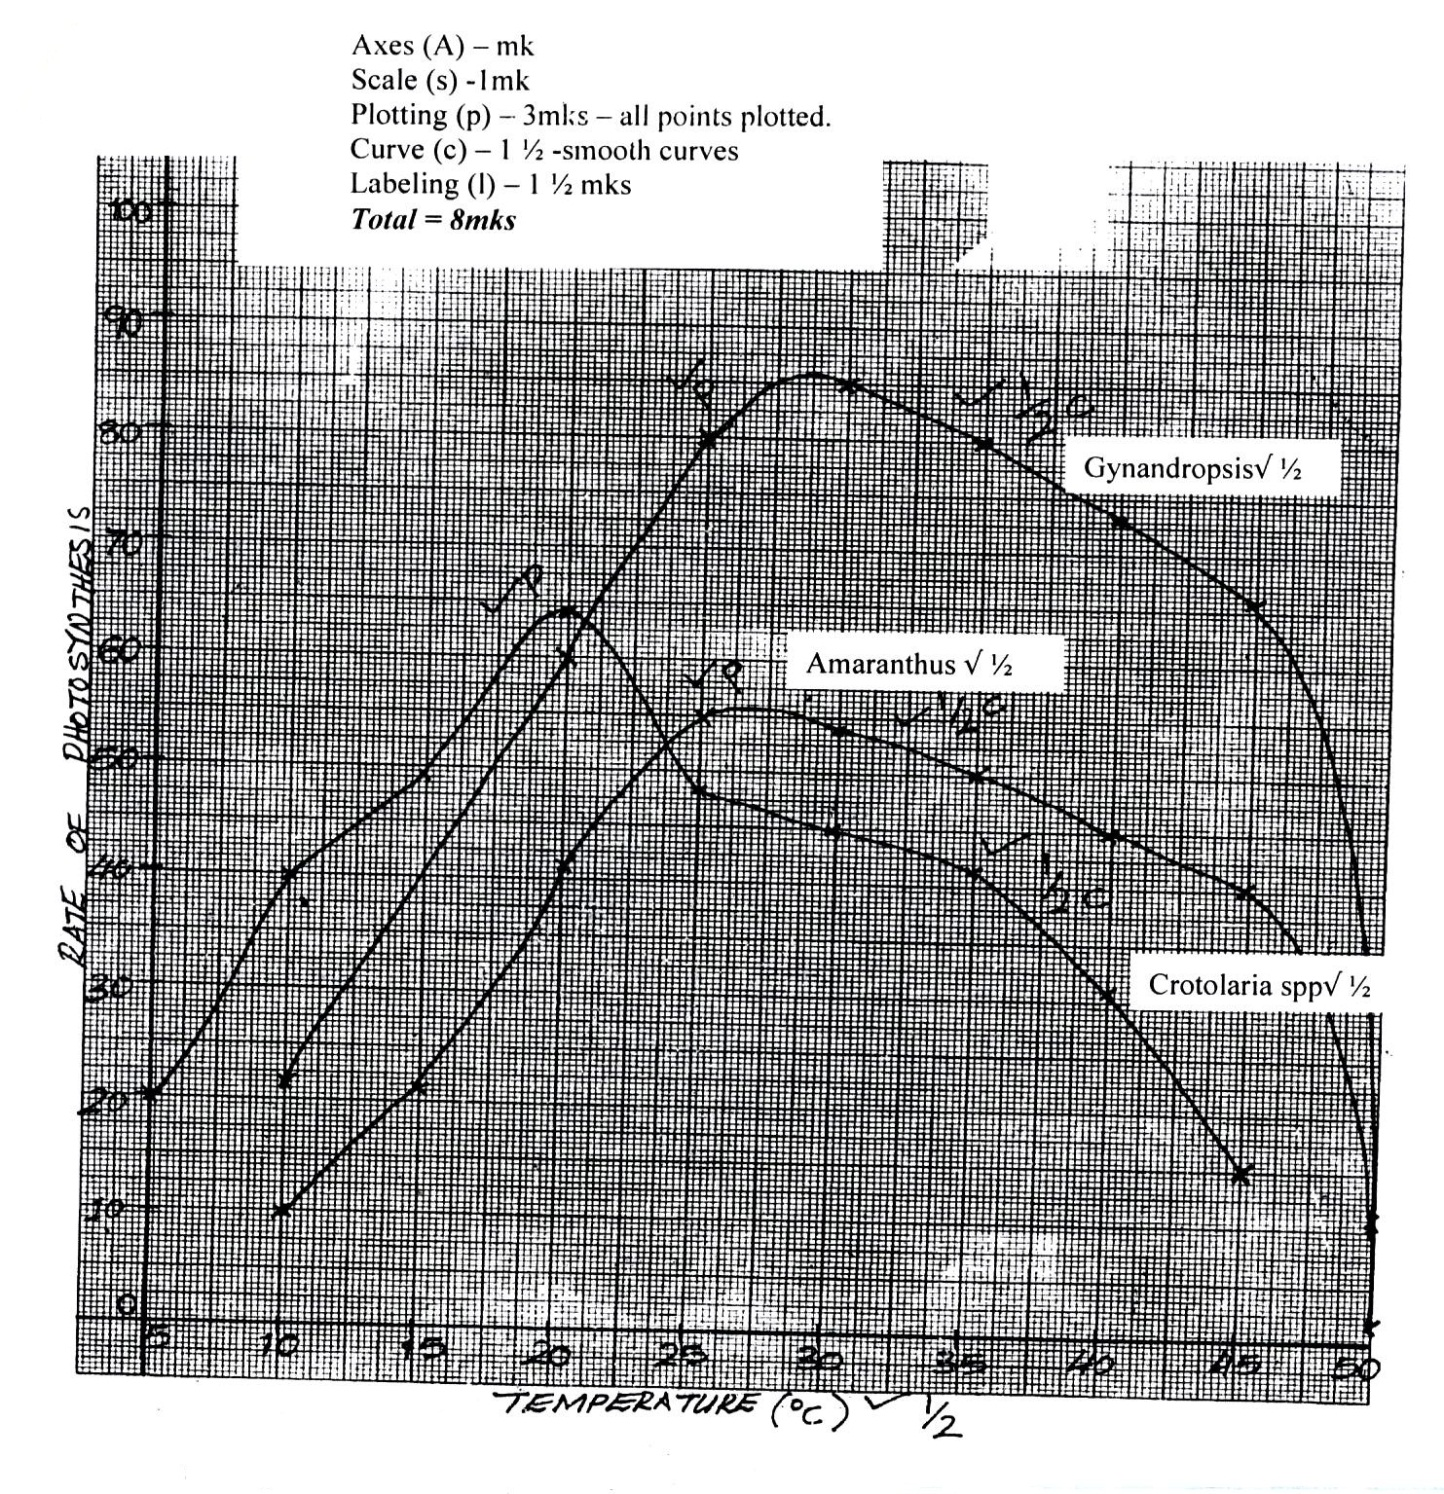 Axes (A) – mk
Scale (s) -1mk
Plotting (p) – 3mks – all points plotted.
Curve (c) – 1 ½ -smooth curves
Labeling (l) – 1 ½ mks
Total = 8mks
100
90
✓P
✓ 1/2 C
80
Gynandropsis√ ½
70
✓P
60
Amaranthus √ ½
✓P
✓ 1/2 C
50
✓ 1/2 C
40
RATE OF PHOTOSYNTHESIS
30
Crotolaria spp√ ½
20
10
0
5 10 15 20 25 30 35 40 45 50
TEMPERATURE (°C) ✓ 1/2